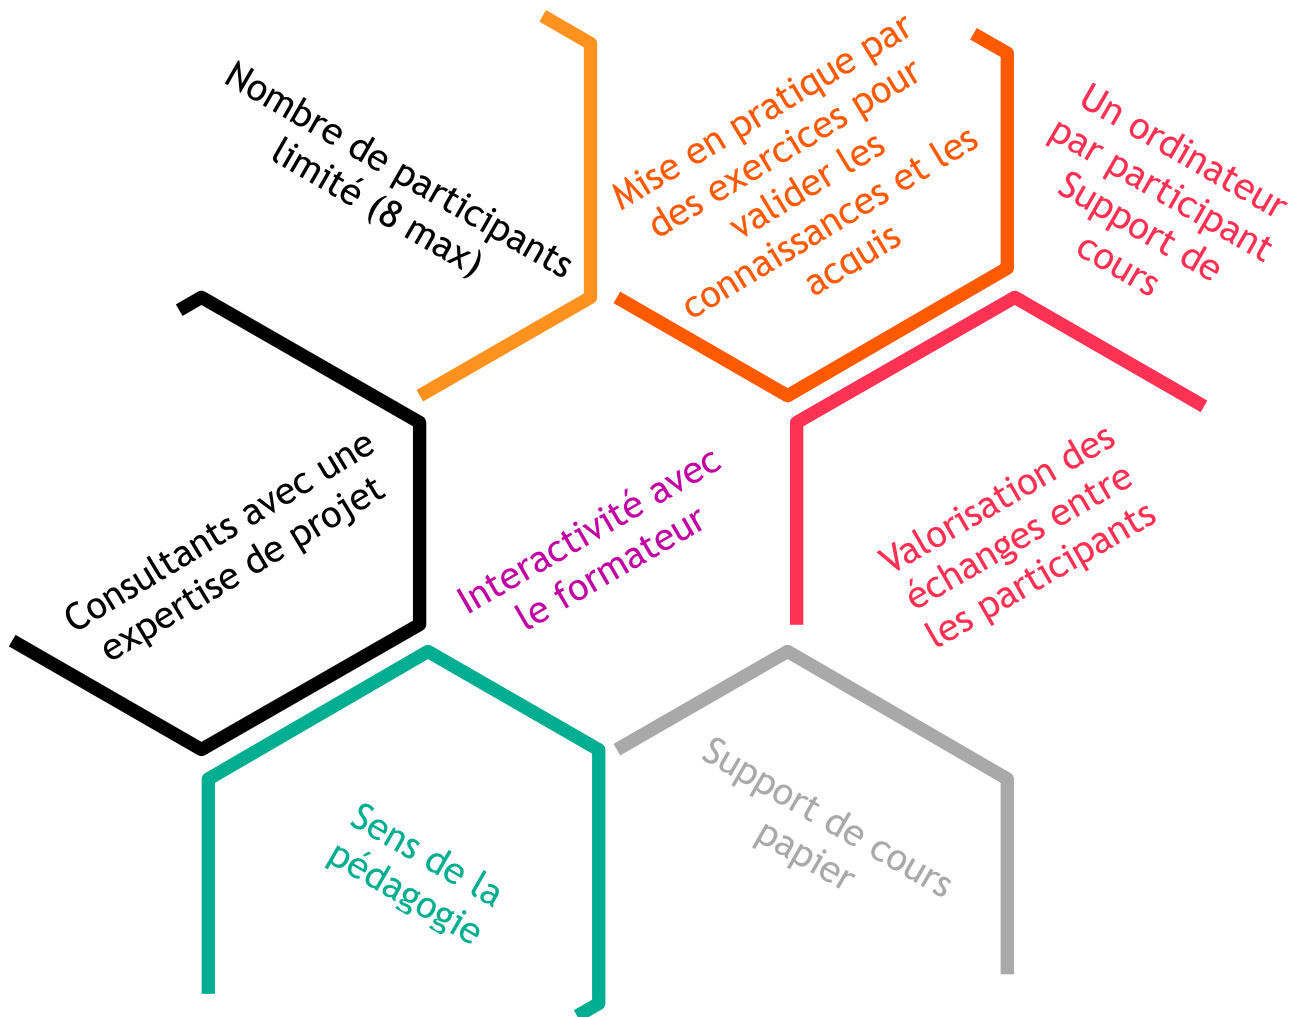 Nombre de participants
limité (8 max)
Mise en pratique par
des exercices pour
valider les
connaissances et les
acquis
Un ordinateur
par participant
Support de
cours
Consultants avec une
expertise de projet
Interactivité avec
le formateur
Valorisation des
échanges entre
les participants
Sens de la
pédagogie
Support de cours
papier